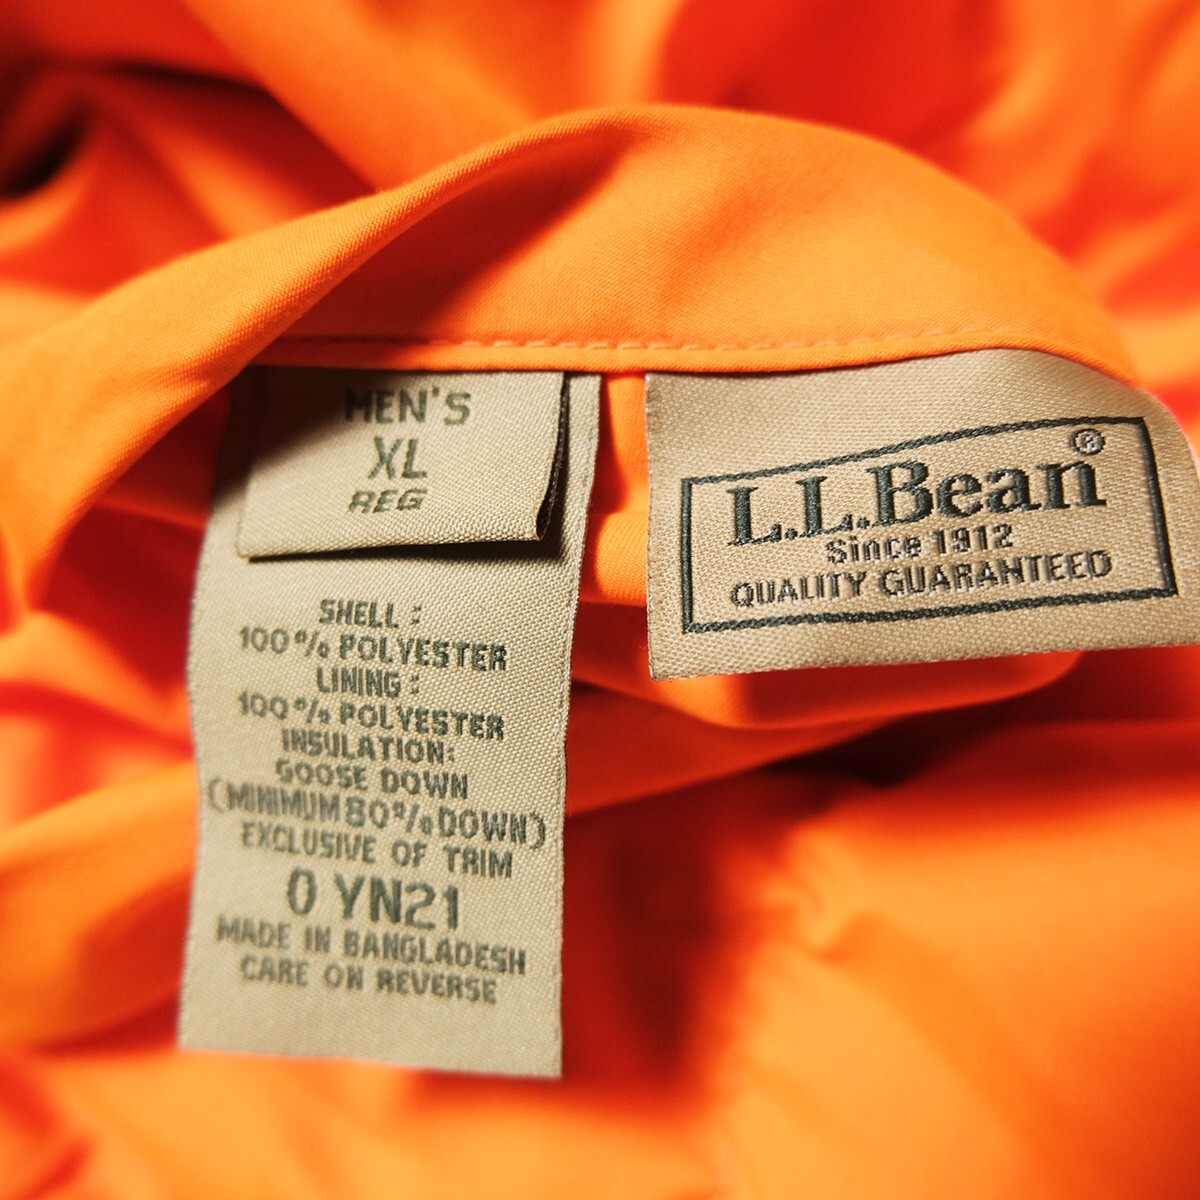 MEN'S
XL
REG
SHELL:
100% POLYESTER
LINING:
100% POLYESTER
INSULATION:
GOOSE DOWN
(MINIMUM 80% DOWN)
EXCLUSIVE OF TRIM
0 YN21
MADE IN BANGLADESH
CARE ON REVERSE
L.L.Bean®
Since 1912
QUALITY GUARANTEED